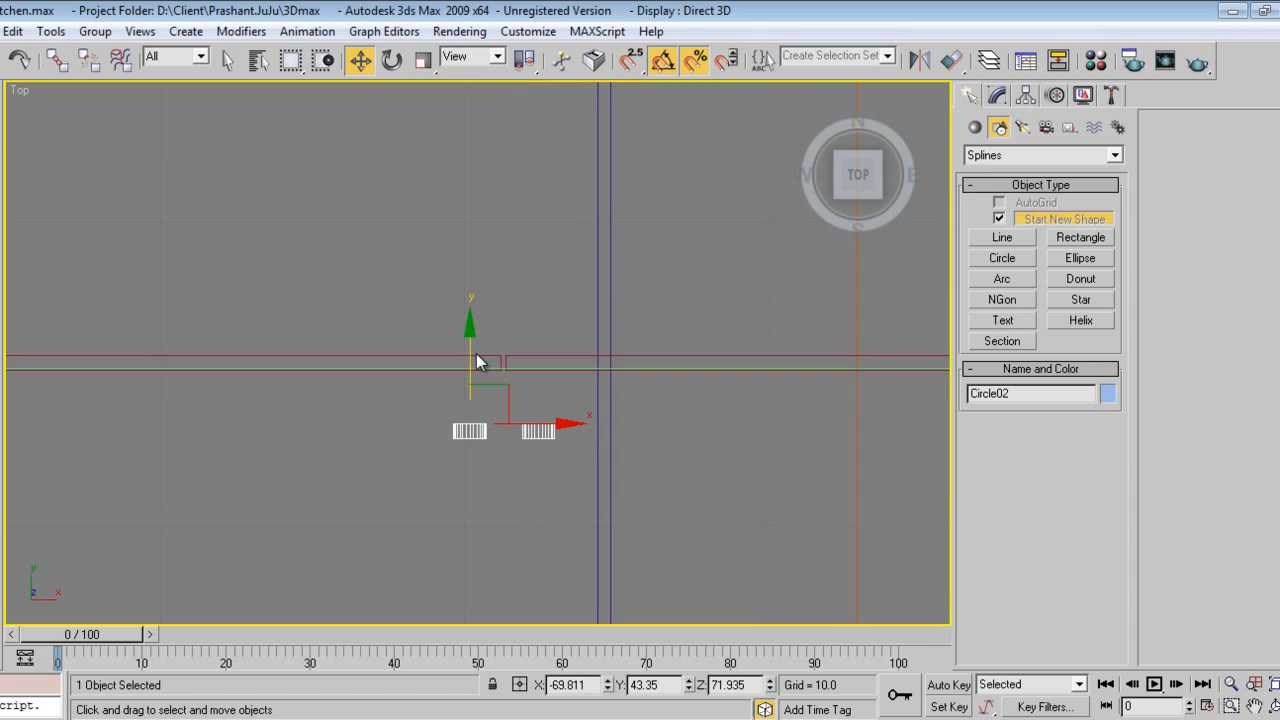 tchen.max - Project Folder: D:\Client\Prashant.JuJu\3Dmax - Autodesk 3ds Max 2009 x64 - Unregistered Version - Display : Direct 3D
Edit Tools Group Views Create Modifiers Animation Graph Editors Rendering Customize MAXScript Help
All View 2.5 % ABC Create Selection Set
Top
N
TOP
S
y
x
y
z x
Splines
- Object Type
AutoGrid
Start New Shape
Line Rectangle
Circle Ellipse
Arc Donut
NGon Star
Text Helix
Section
- Name and Color
Circle02
< 0 / 100 >
0 10 20 30 40 50 60 70 80 90 100
1 Object Selected X: -69.811 Y: 43.35 Z: 71.935 Grid = 10.0 Auto Key Selected
cript. Click and drag to select and move objects Add Time Tag Set Key Key Filters... 0